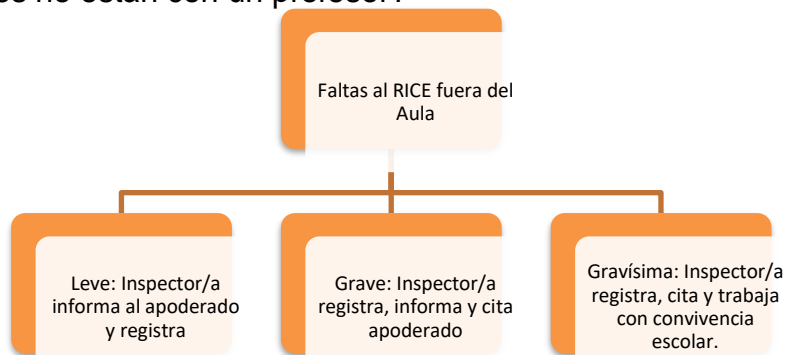 no están con un profesor?
Faltas al RICE fuera del
Aula
Leve: Inspector/a
informa al apoderado
y registra
Grave: Inspector/a
registra, informa y cita
apoderado
Gravísima: Inspector/a
registra, cita y trabaja
con convivencia
escolar.